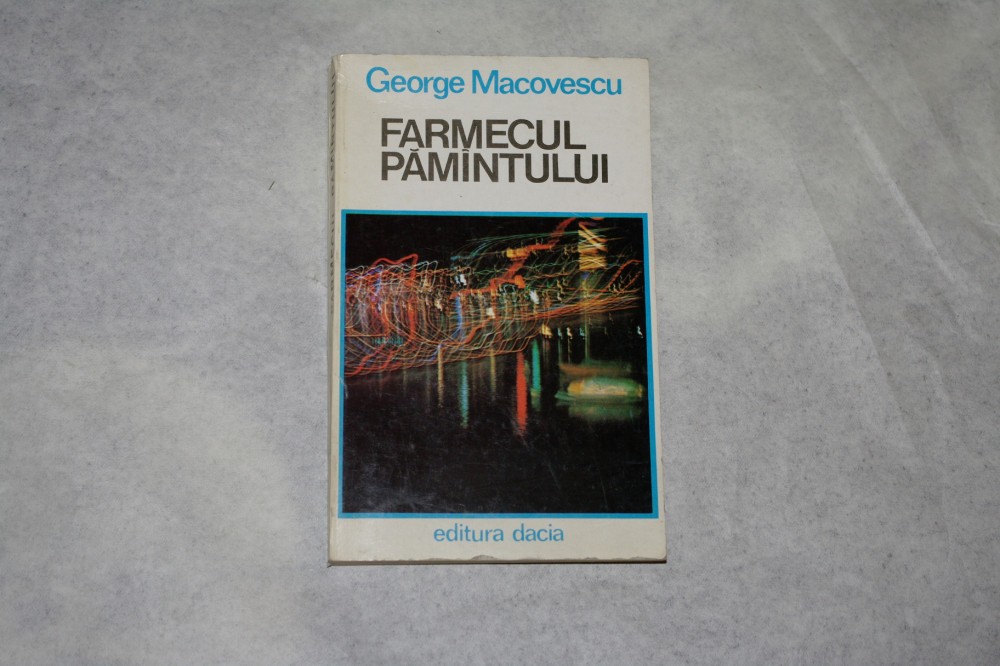 George Macovescu
FARMECUL
PĂMÎNTULUI
editura dacia